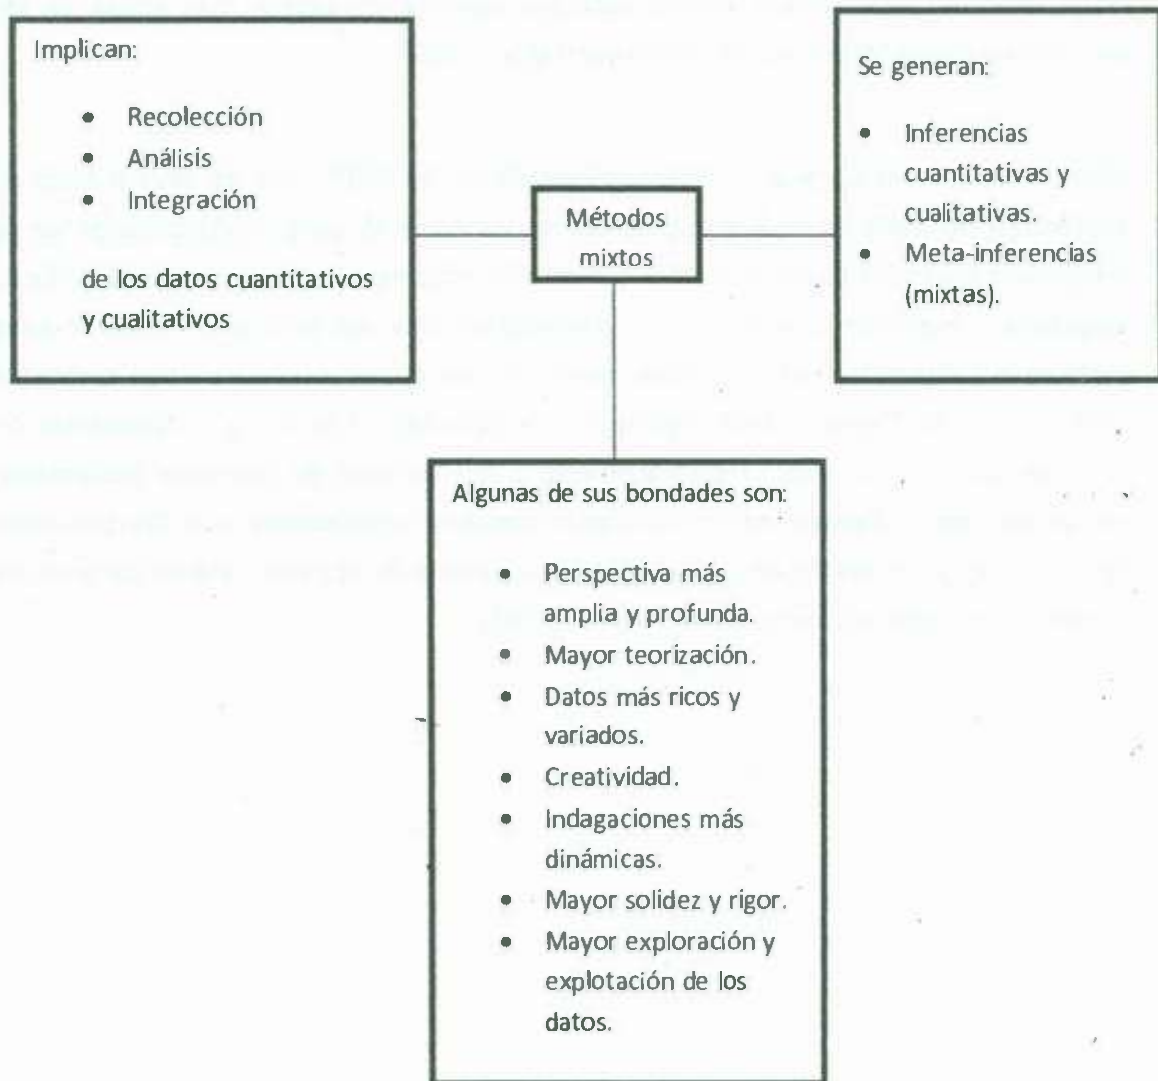 Implican:
• Recolección
• Análisis
• Integración
de los datos cuantitativos
y cualitativos
Métodos
mixtos
Se generan:
• Inferencias
cuantitativas y
cualitativas.
• Meta-inferencias
(mixtas).
Algunas de sus bondades son:
• Perspectiva más
amplia y profunda.
• Mayor teorización.
• Datos más ricos y
variados.
• Creatividad.
• Indagaciones más
dinámicas.
• Mayor solidez y rigor.
• Mayor exploración y
explotación de los
datos.